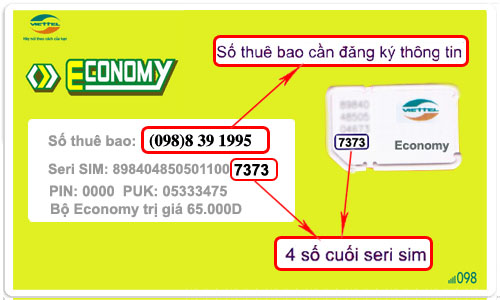 VIETTEL
Hãy nói theo cách của bạn
ECONOMY
Số thuê bao cần đăng ký thông tin
Số thuê bao: (098)8 39 1995
Seri SIM: 898404850501100 7373
PIN: 0000 PUK: 05333475
Bộ Economy trị giá 65.000Đ
89840
48505
04673
7373
VIETTEL
Economy
4 số cuối seri sim
098